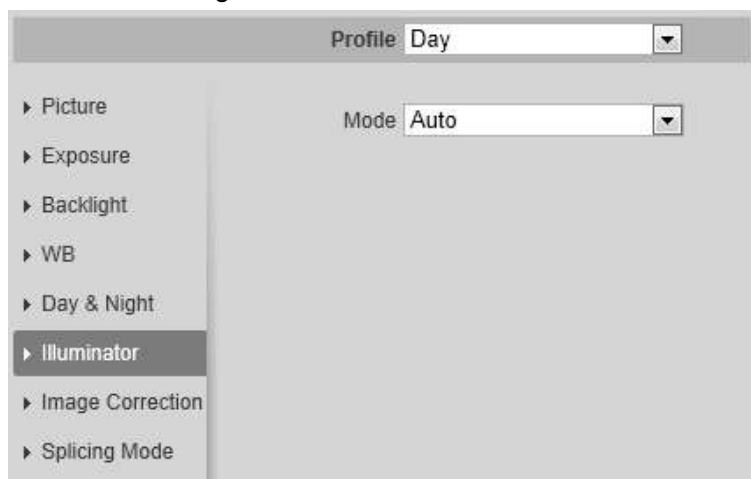 Profile Day
Picture
Mode Auto
Exposure
Backlight
WB
Day & Night
Illuminator
Image Correction
Splicing Mode